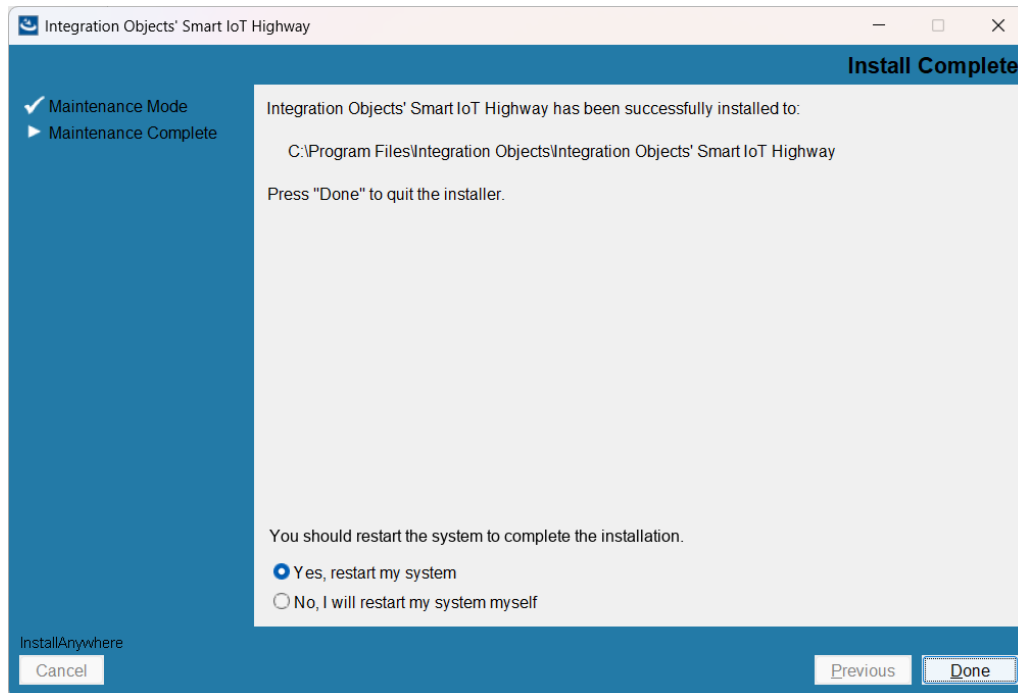 Integration Objects' Smart IoT Highway
Install Complete
Maintenance Mode
Maintenance Complete
Integration Objects' Smart IoT Highway has been successfully installed to:
C:\Program Files\Integration Objects\Integration Objects' Smart IoT Highway
Press "Done" to quit the installer.
You should restart the system to complete the installation.
Yes, restart my system
No, I will restart my system myself
InstallAnywhere
Cancel
Previous
Done